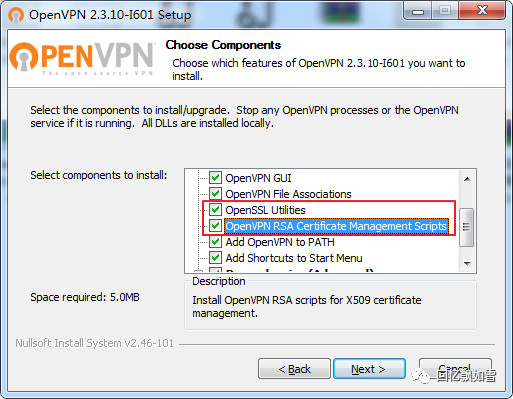 OpenVPN 2.3.10-I601 Setup
OPENVPN
The open source VPN
Choose Components
Choose which features of OpenVPN 2.3.10-I601 you want to
install.
Select the components to install/upgrade. Stop any OpenVPN processes or the OpenVPN
service if it is running. All DLLs are installed locally.
Select components to install:
OpenVPN GUI
OpenVPN File Associations
OpenSSL Utilities
OpenVPN RSA Certificate Management Scripts
Add OpenVPN to PATH
Add Shortcuts to Start Menu
Space required: 5.0MB
Description
Install OpenVPN RSA scripts for X509 certificate
management.
Nullsoft Install System v2.46-101
< Back
Next >
Cancel
回忆飘如雪